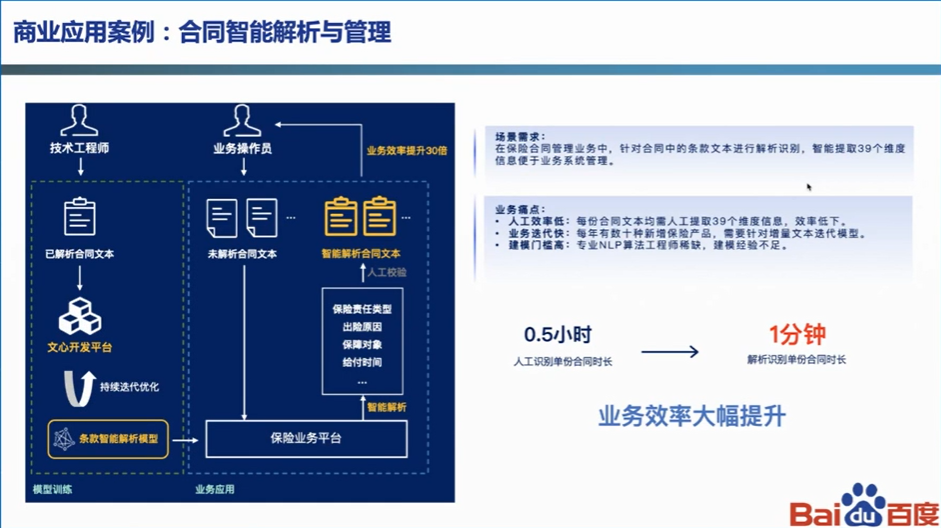 商业应用案例：合同智能解析与管理
技术工程师
业务操作员
业务效率提升30倍
已解析合同文本
未解析合同文本
...
智能解析合同文本
...
人工校验
文心开发平台
持续迭代优化
条款智能解析模型
保险责任类型
出险原因
保障对象
给付时间
...
智能解析
保险业务平台
模型训练
业务应用
场景需求：
在保险合同管理业务中，针对合同中的条款文本进行解析识别，智能提取39个维度
信息便于业务系统管理。
业务痛点：
• 人工效率低：每份合同文本均需人工提取39个维度信息，效率低下。
• 业务迭代快：每年有数十种新增保险产品，需要针对增量文本迭代模型。
• 建模门槛高：专业NLP算法工程师稀缺，建模经验不足。
0.5小时
人工识别单份合同时长
1分钟
解析识别单份合同时长
业务效率大幅提升
Bai du 百度